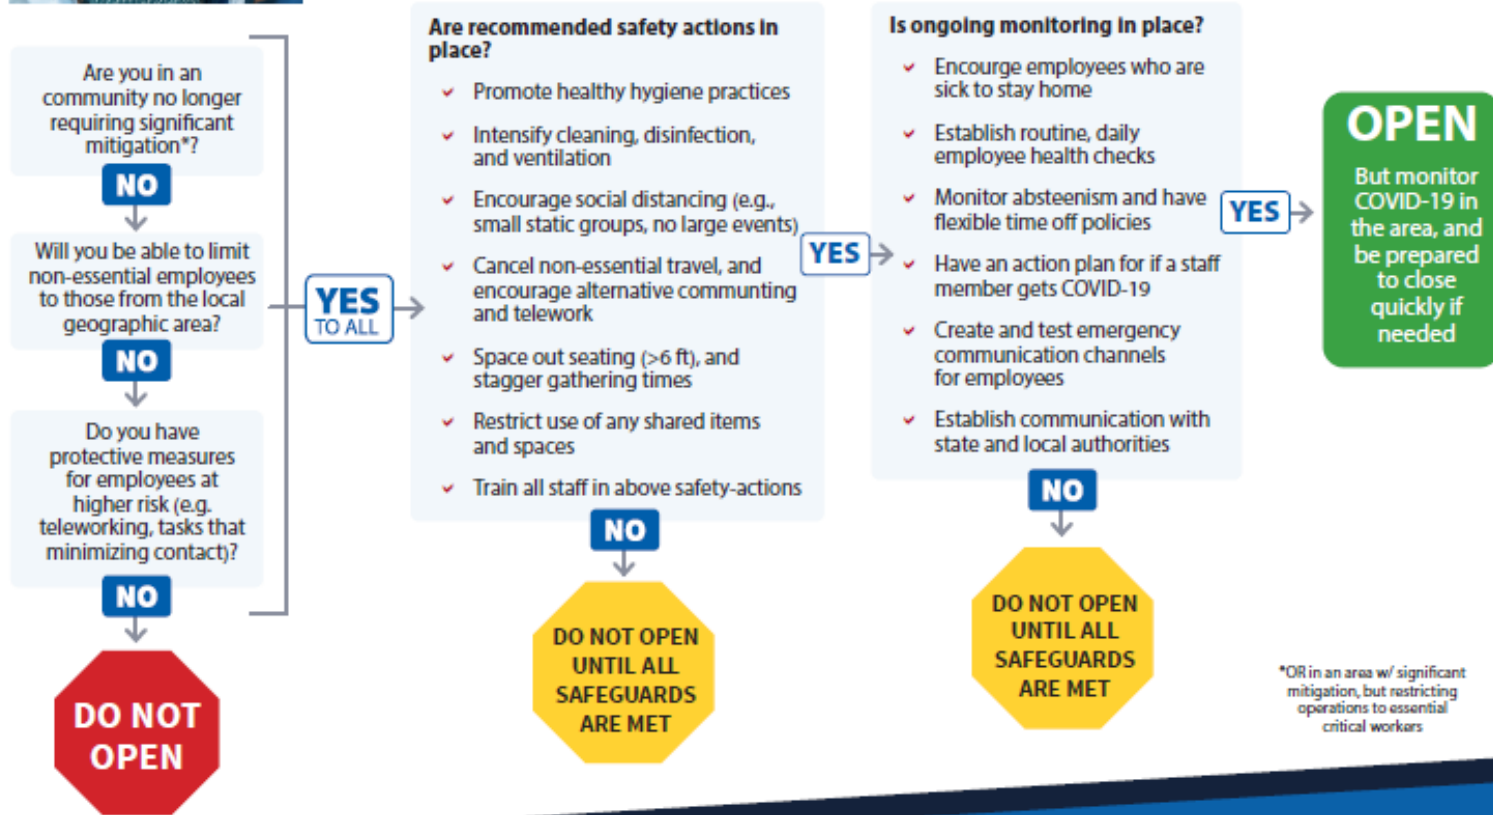 Are you in an
community no longer
requiring significant
mitigation*?
NO
Will you be able to limit
non-essential employees
to those from the local
geographic area?
NO
Do you have
protective measures
for employees at
higher risk (e.g.
teleworking, tasks that
minimizing contact)?
NO
DO NOT
OPEN
YES
TO ALL
Are recommended safety actions in
place?
Promote healthy hygiene practices
Intensify cleaning, disinfection,
and ventilation
Encourage social distancing (e.g.,
small static groups, no large events)
Cancel non-essential travel, and
encourage alternative communting
and telework
Space out seating (>6 ft), and
stagger gathering times
Restrict use of any shared items
and spaces
Train all staff in above safety-actions
NO
DO NOT OPEN
UNTIL ALL
SAFEGUARDS
ARE MET
YES
Is ongoing monitoring in place?
Encourge employees who are
sick to stay home
Establish routine, daily
employee health checks
Monitor absteenism and have
flexible time off policies
Have an action plan for if a staff
member gets COVID-19
Create and test emergency
communication channels
for employees
Establish communication with
state and local authorities
NO
DO NOT OPEN
UNTIL ALL
SAFEGUARDS
ARE MET
YES
OPEN
But monitor
COVID-19 in
the area, and
be prepared
to close
quickly if
needed
*OR in an area w/ significant
mitigation, but restricting
operations to essential
critical workers